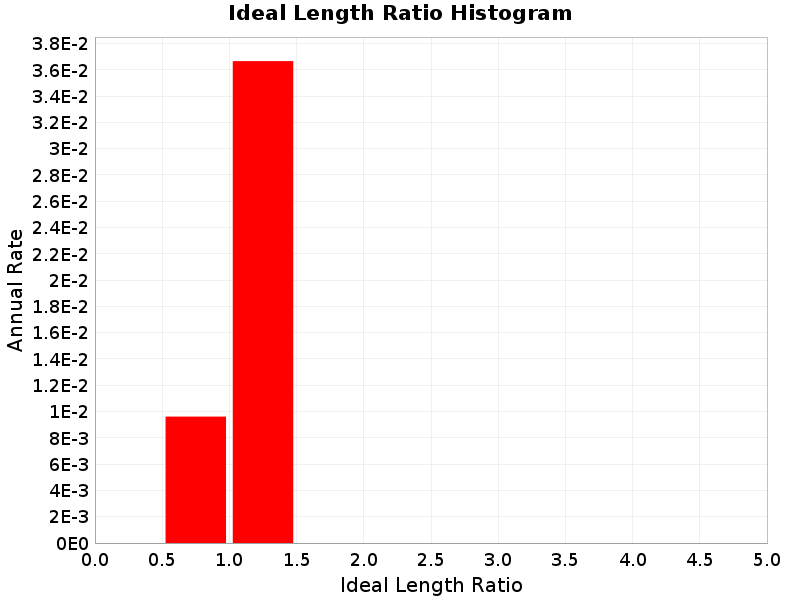 Ideal Length Ratio Histogram
3.8E-2
3.6E-2
3.4E-2
3.2E-2
3E-2
2.8E-2
2.6E-2
2.4E-2
2.2E-2
2E-2
1.8E-2
1.6E-2
1.4E-2
1.2E-2
1E-2
8E-3
6E-3
4E-3
2E-3
0E0
Annual Rate
0.0 0.5 1.0 1.5 2.0 2.5 3.0 3.5 4.0 4.5 5.0
Ideal Length Ratio